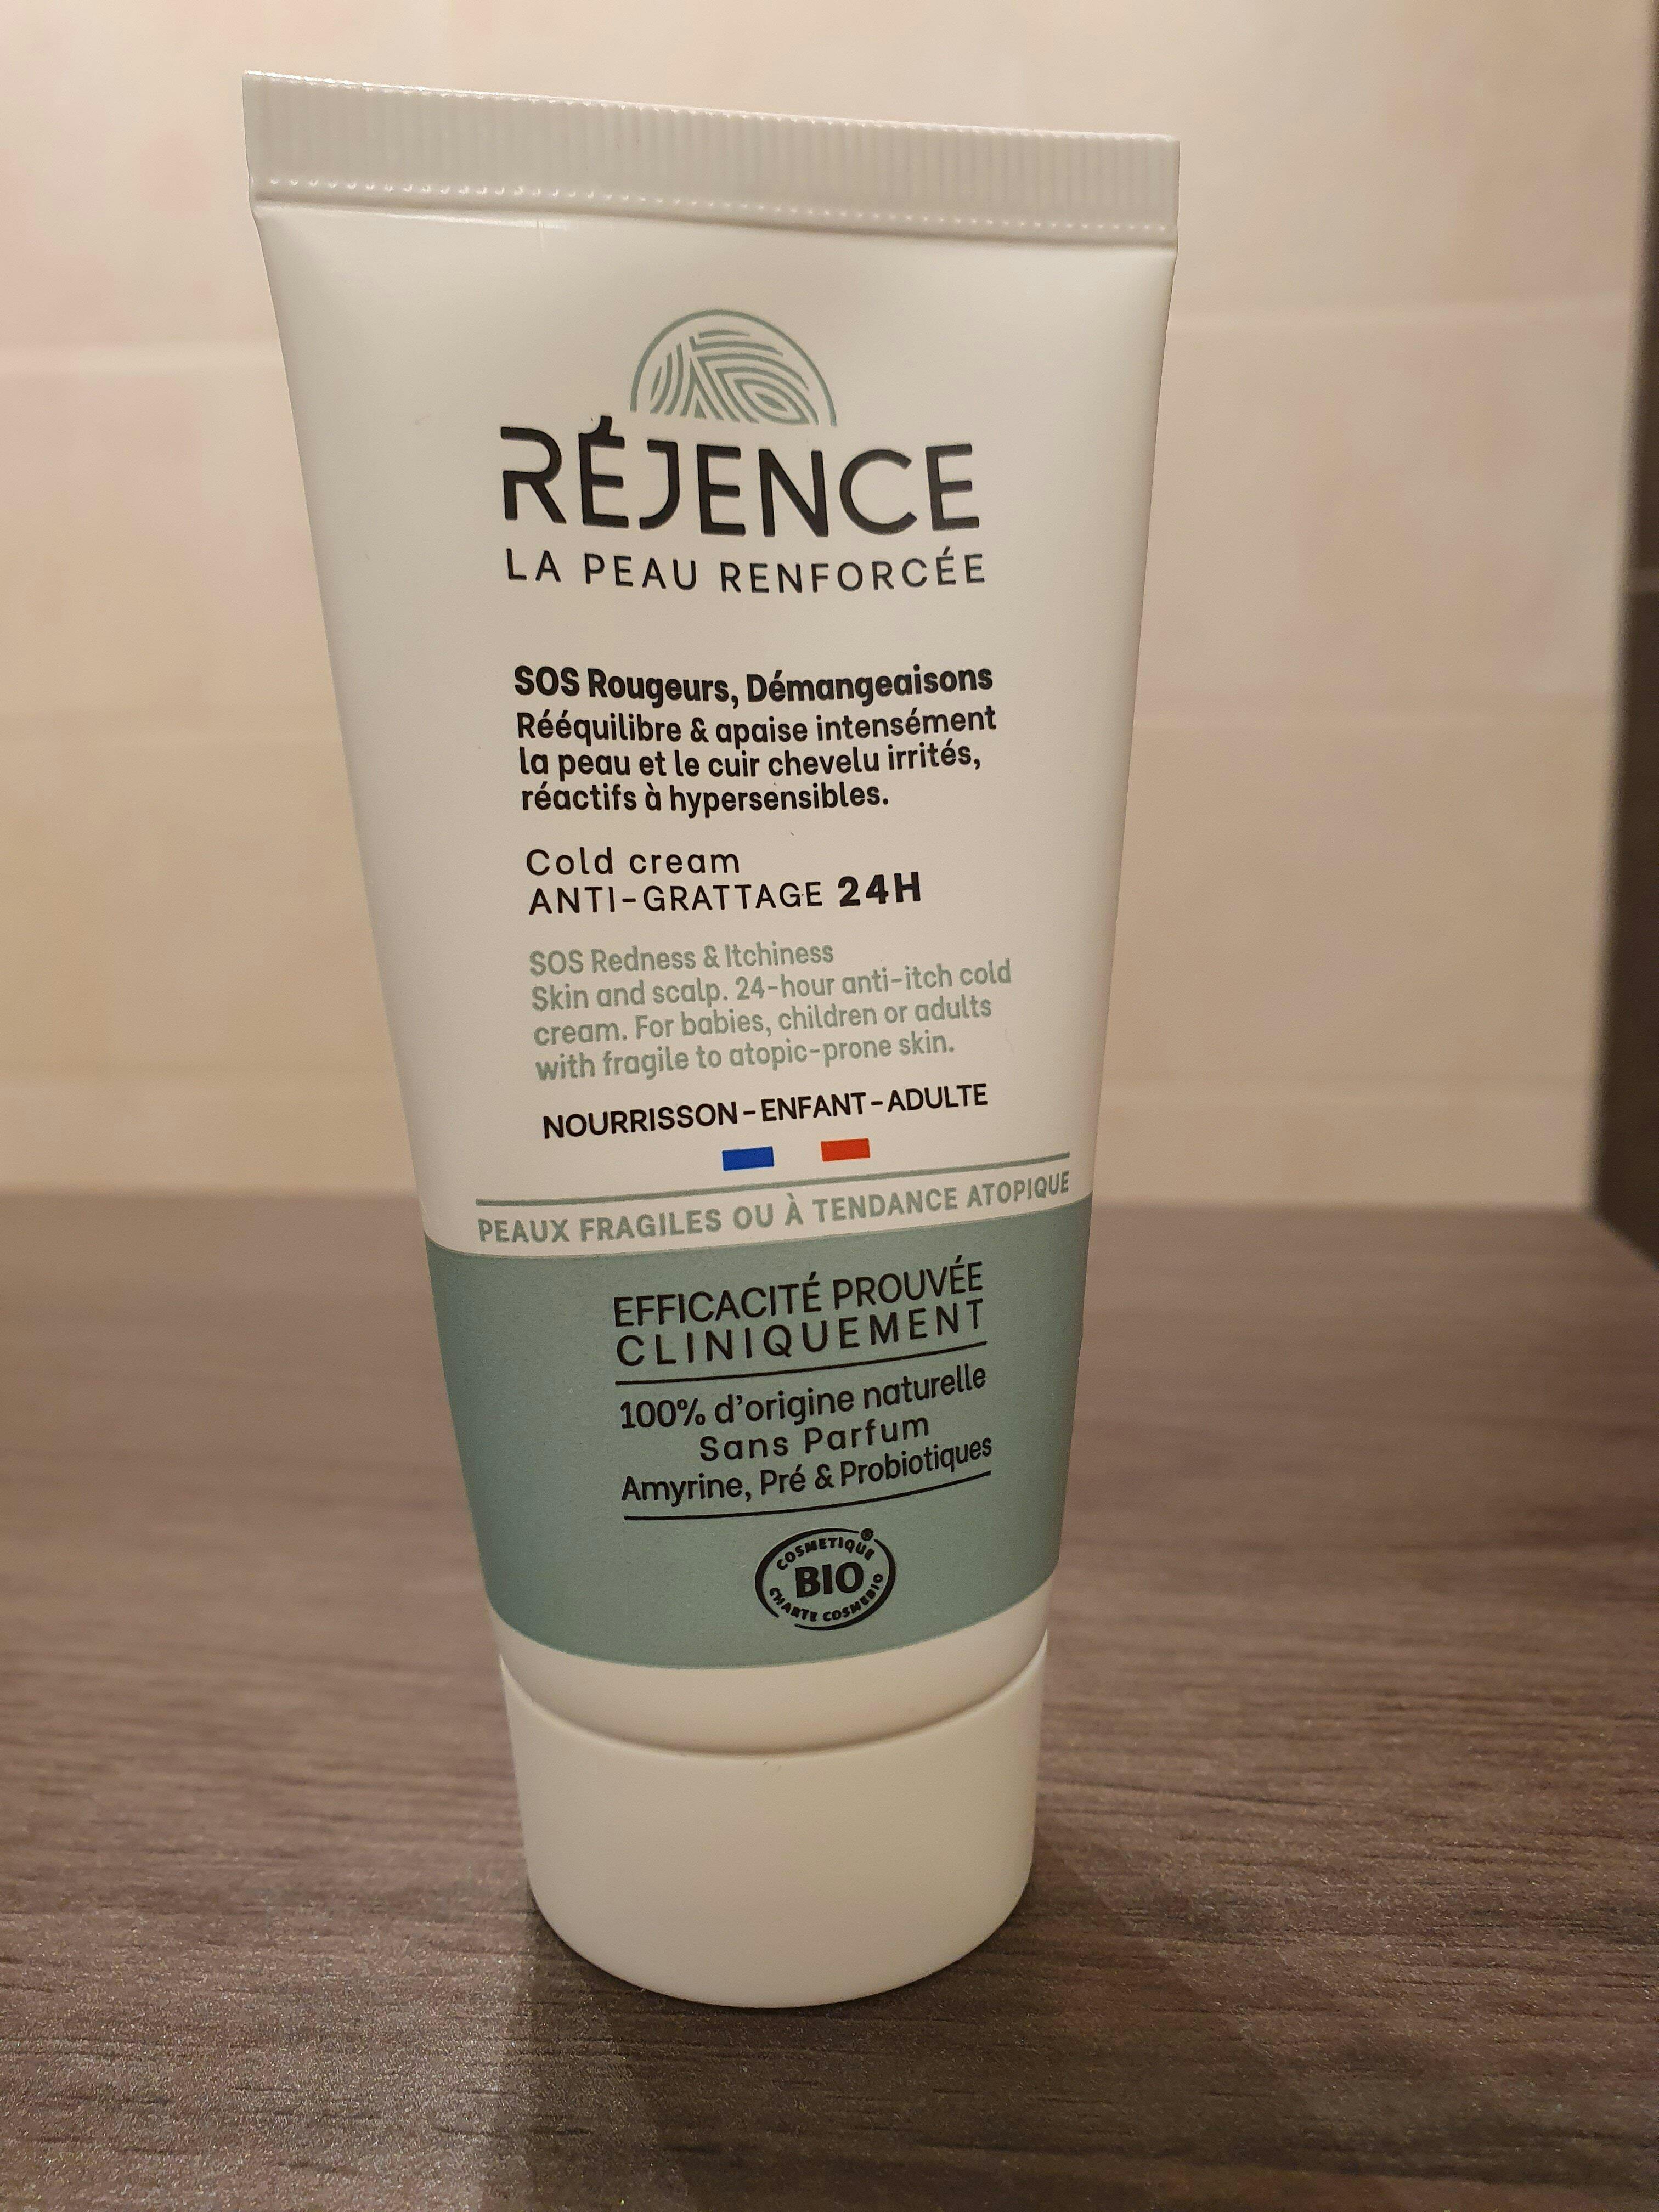 RÉJENCE
LA PEAU RENFORCÉE
SOS Rougeurs, Démangeaisons
Rééquilibre & apaise intensément
la peau et le cuir chevelu irrités,
réactifs à hypersensibles.
Cold cream
ANTI-GRATTAGE 24H
SOS Redness & Itchiness
Skin and scalp. 24-hour anti-itch cold
cream. For babies, children or adults
with fragile to atopic-prone skin.
NOURRISSON-ENFANT-ADULTE
PEAUX FRAGILES OU À TENDANCE ATOPIQUE
EFFICACITÉ PROUVÉE
CLINIQUEMENT
100% d'origine naturelle
Sans Parfum
Amyrine, Pré & Probiotiques
COSMETIQUE ®
BIO
CHARTE COSMEBIO